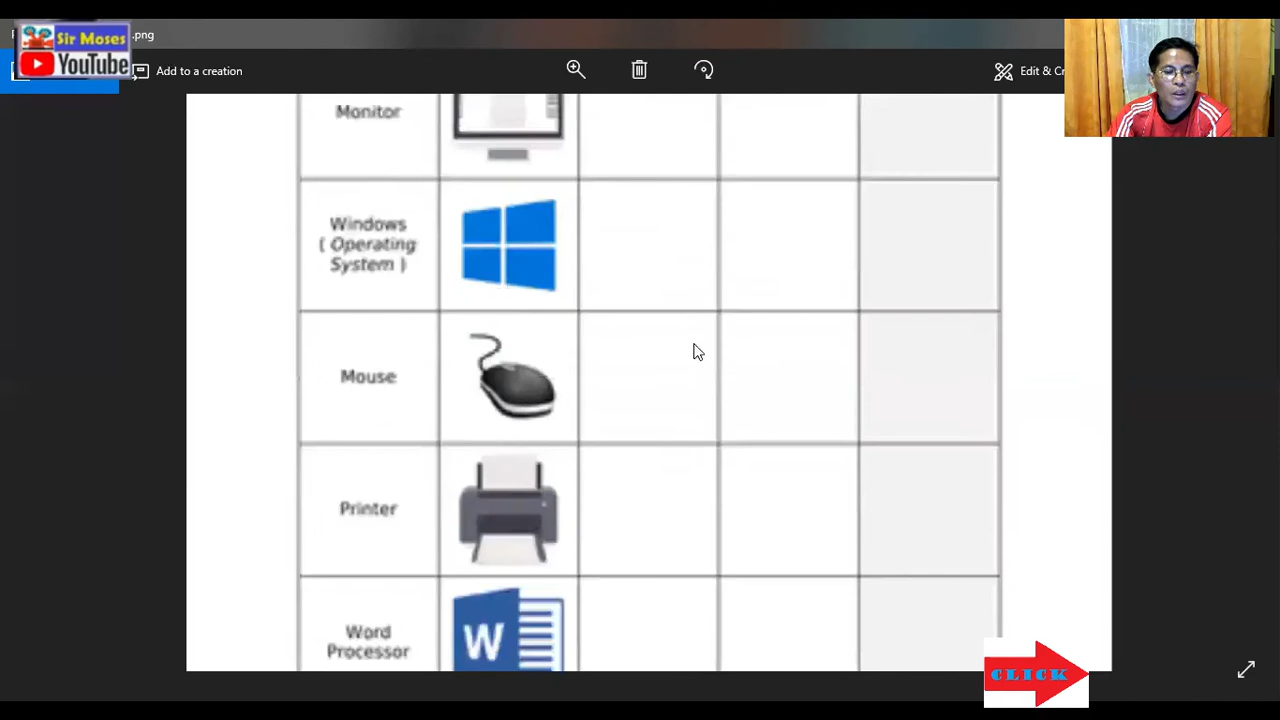 Sir Moses
YouTube
.png
Add to a creation
Edit & Cr
Monitor
Windows
( Operating
System )
Mouse
Printer
Word
Processor
W
CLICK